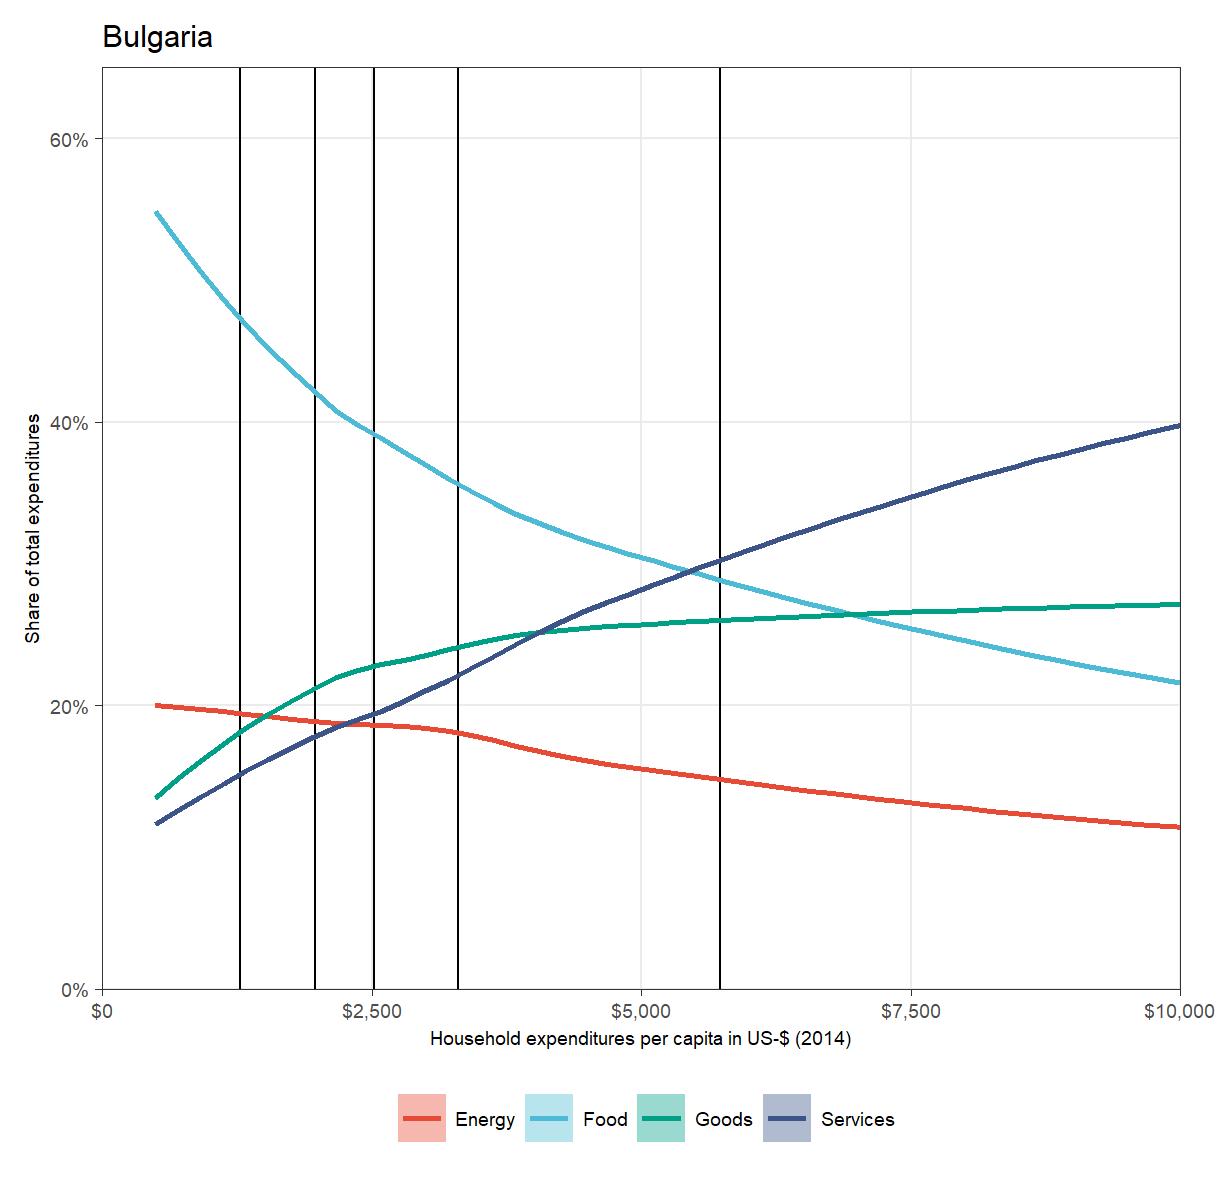 Bulgaria
60%
40%
20%
0%
Share of total expenditures
$0 $2,500 $5,000 $7,500 $10,000
Household expenditures per capita in US-$ (2014)
Energy Food Goods Services